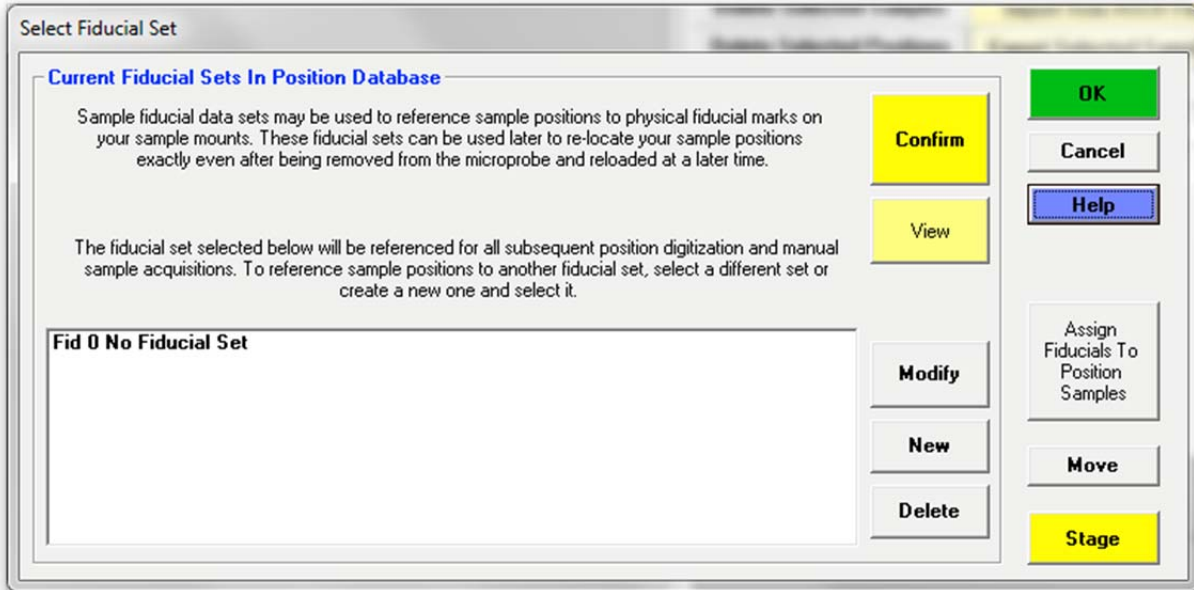 Select Fiducial Set
Current Fiducial Sets In Position Database
Sample fiducial data sets may be used to reference sample positions to physical fiducial marks on
your sample mounts. These fiducial sets can be used later to re-locate your sample positions
exactly even after being removed from the microprobe and reloaded at a later time.
The fiducial set selected below will be referenced for all subsequent position digitization and manual
sample acquisitions. To reference sample positions to another fiducial set, select a different set or
create a new one and select it.
Fid 0 No Fiducial Set
Confirm
View
Modify
New
Delete
OK
Cancel
Help
Assign
Fiducials To
Position
Samples
Move
Stage